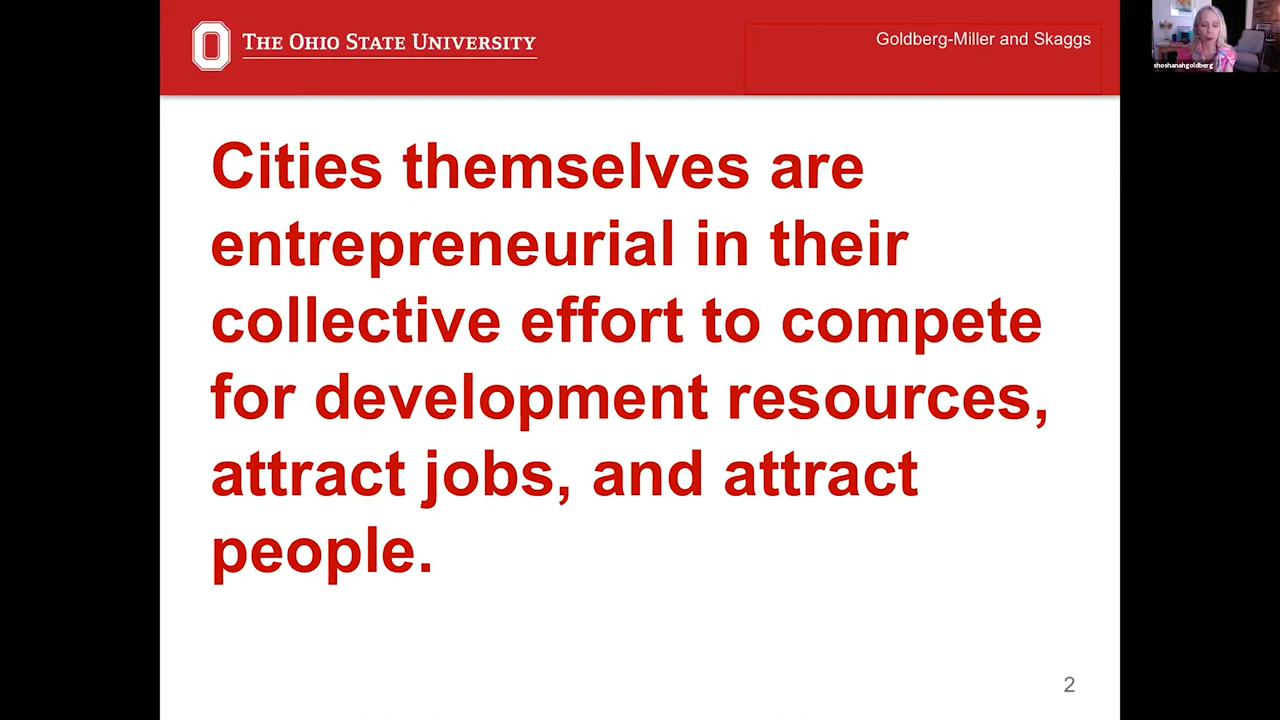 THE OHIO STATE UNIVERSITY
Goldberg-Miller and Skaggs
shoshanahgoldberg
Cities themselves are
entrepreneurial in their
collective effort to compete
for development resources,
attract jobs, and attract
people.
2